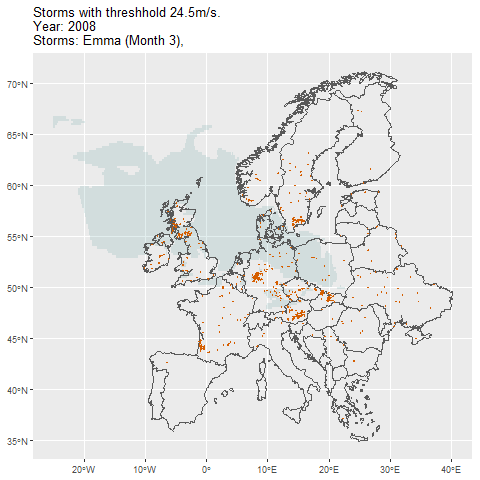 Storms with threshhold 24.5m/s.
Year: 2008
Storms: Emma (Month 3),
70°N
65°N
60°N
55°N
50°N
45°N
40°N
35°N
20°W
10°W
0°
10°E
20°E
30°E
40°E